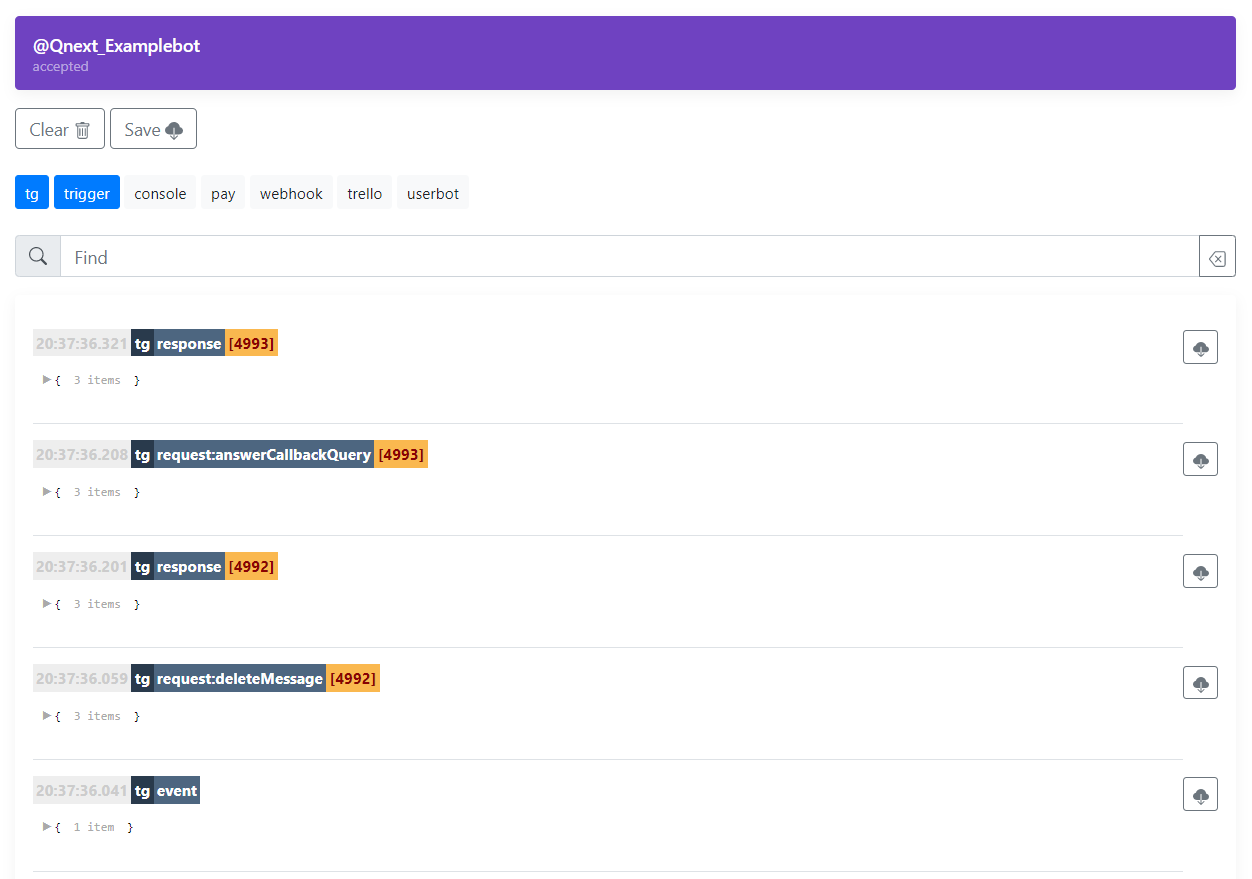 @Qnext_Examplebot
accepted
Clear Save
tg trigger console pay webhook trello userbot
Find
20:37:36.321 tg response [4993]
{ 3 items }
20:37:36.208 tg request:answerCallbackQuery [4993]
{ 3 items }
20:37:36.201 tg response [4992]
{ 3 items }
20:37:36.059 tg request:deleteMessage [4992]
{ 3 items }
20:37:36.041 tg event
{ 1 item }